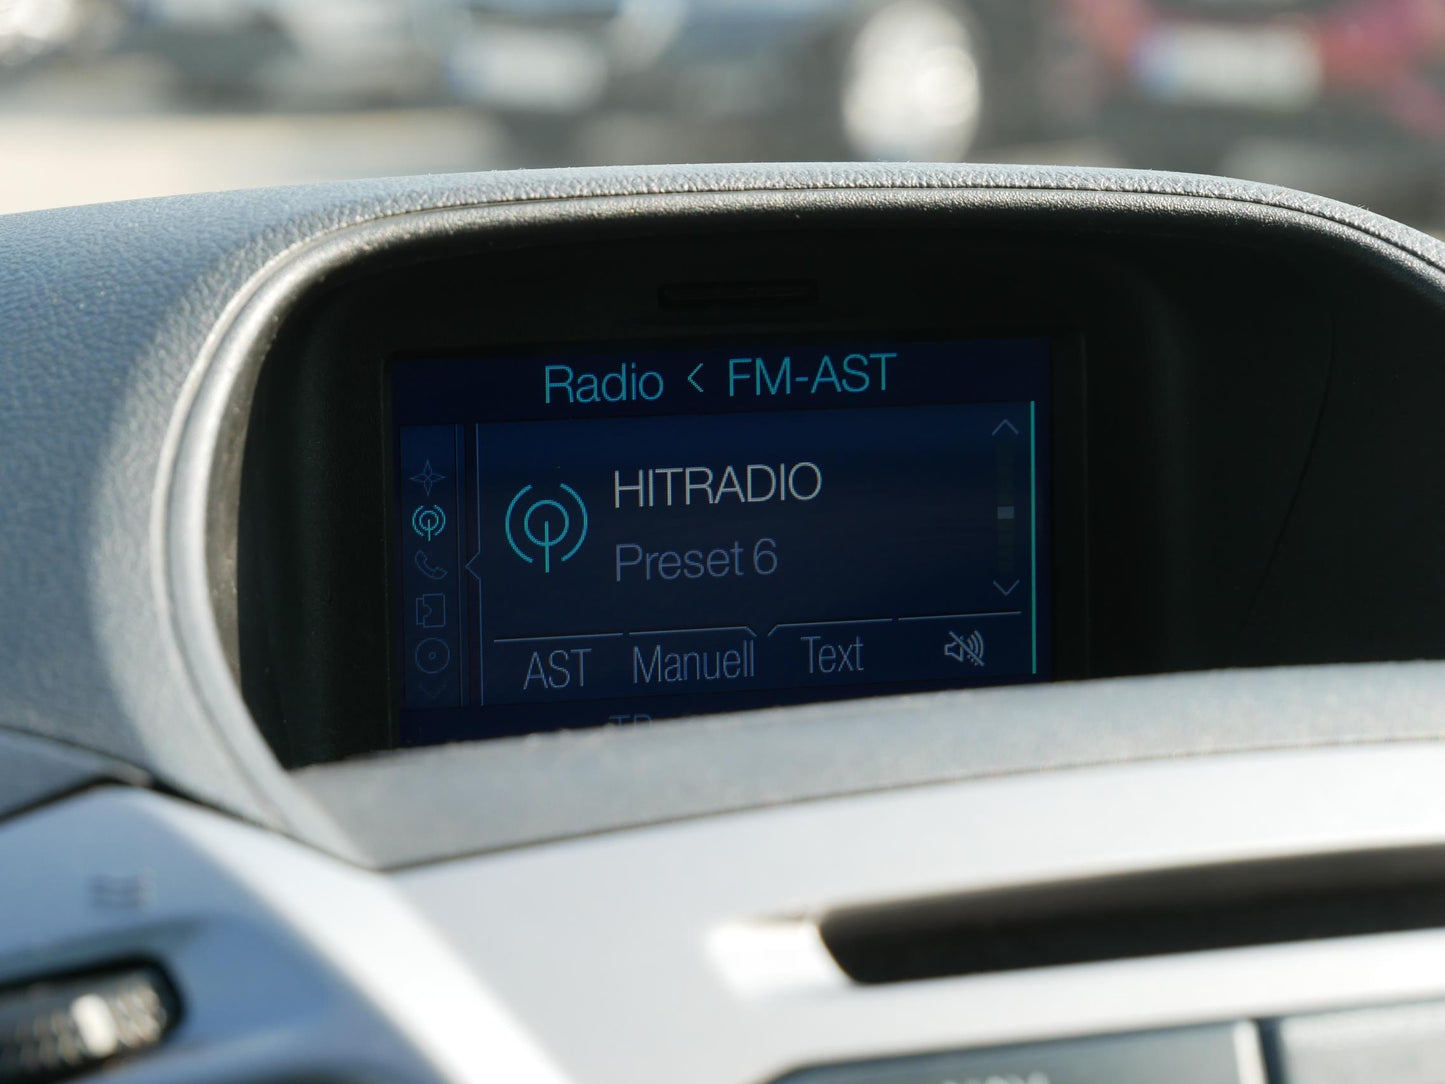 Radio < FM-AST
HITRADIO
Preset 6
AST Manuell Text